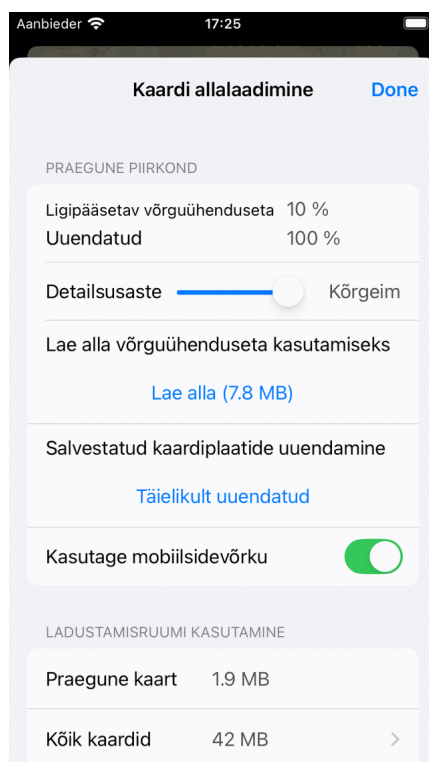 Aanbieder 17:25
Kaardi allalaadimine Done
PRAEGUNE PIIRKOND
Ligipääsetav võrguühenduseta 10 %
Uuendatud 100 %
Detailsusaste Kõrgeim
Lae alla võrguühenduseta kasutamiseks
Lae alla (7.8 MB)
Salvestatud kaardiplaatide uuendamine
Täielikult uuendatud
Kasutage mobiilsidevõrku
LADUSTAMISRUUMI KASUTAMINE
Praegune kaart 1.9 MB
Kõik kaardid 42 MB